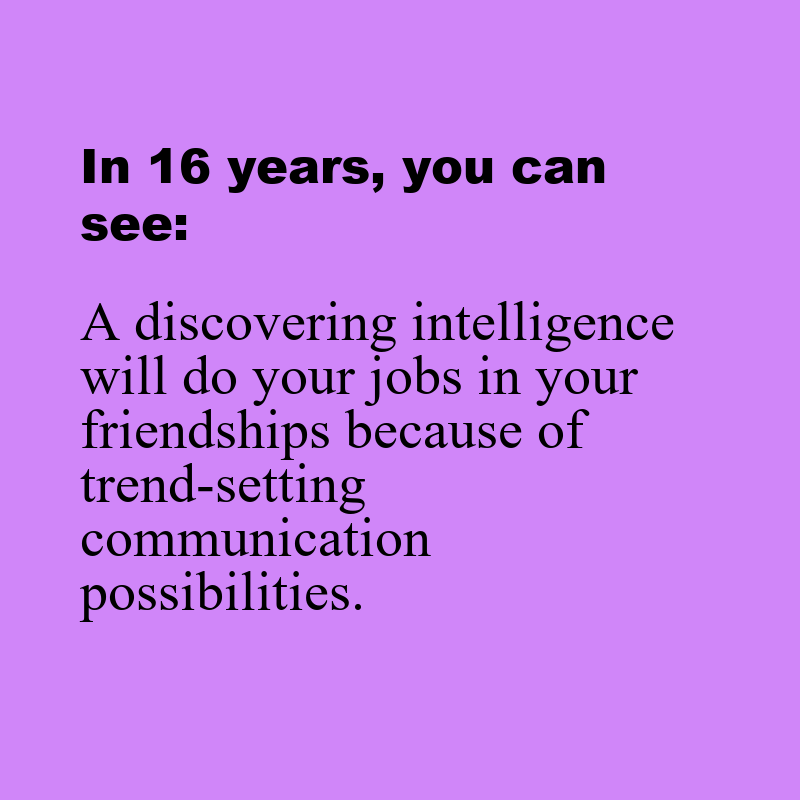 In 16 years, you can
see:
A discovering intelligence
will do your jobs in your
friendships because of
trend-setting
communication
possibilities.